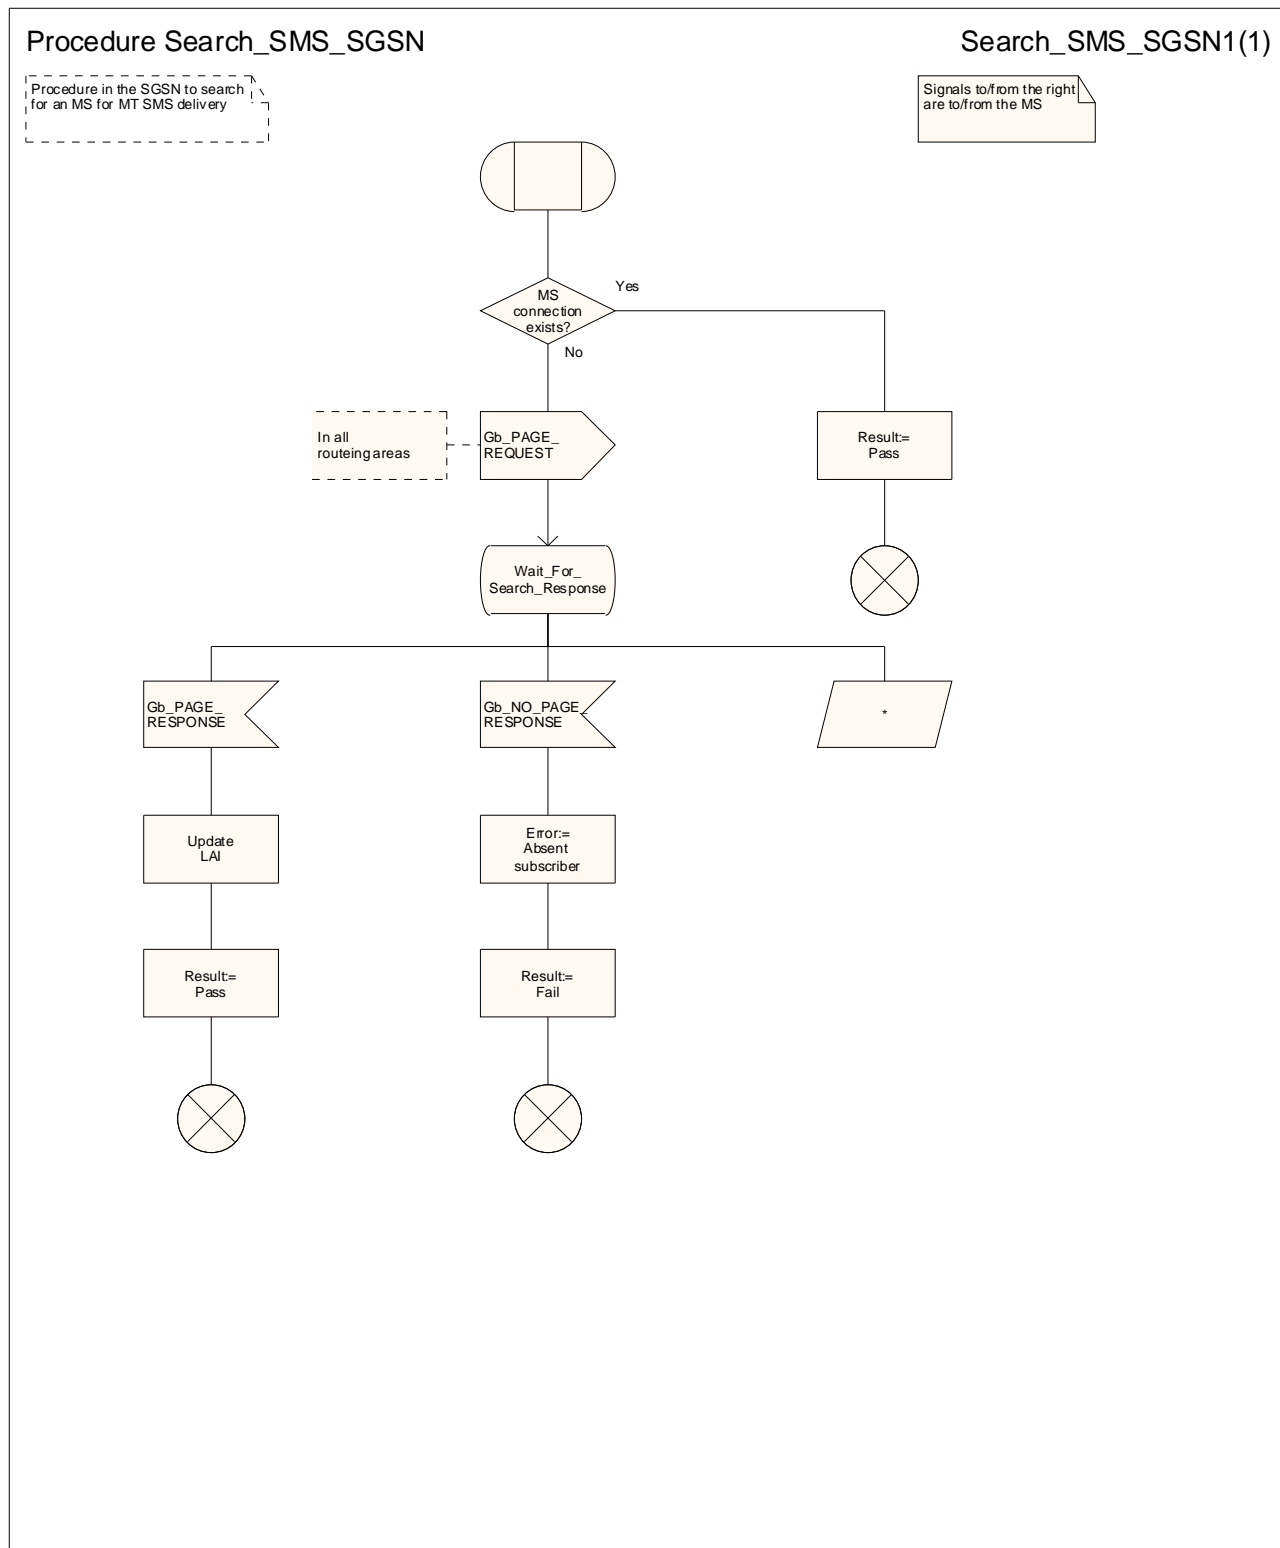 Procedure Search_SMS_SGSN
Search_SMS_SGSN1(1)
Procedure in the SGSN to search
for an MS for MT SMS delivery
Signals to/from the right
are to/from the MS
MS
connection
exists?
Yes
No
In all
routeing areas
Gb_PAGE_
REQUEST
Result:=
Pass
Wait_For_
Search_Response
Gb_PAGE_
RESPONSE
Gb_NO_PAGE_
RESPONSE
*
Update
LAI
Error:=
Absent
subscriber
Result:=
Pass
Result:=
Fail